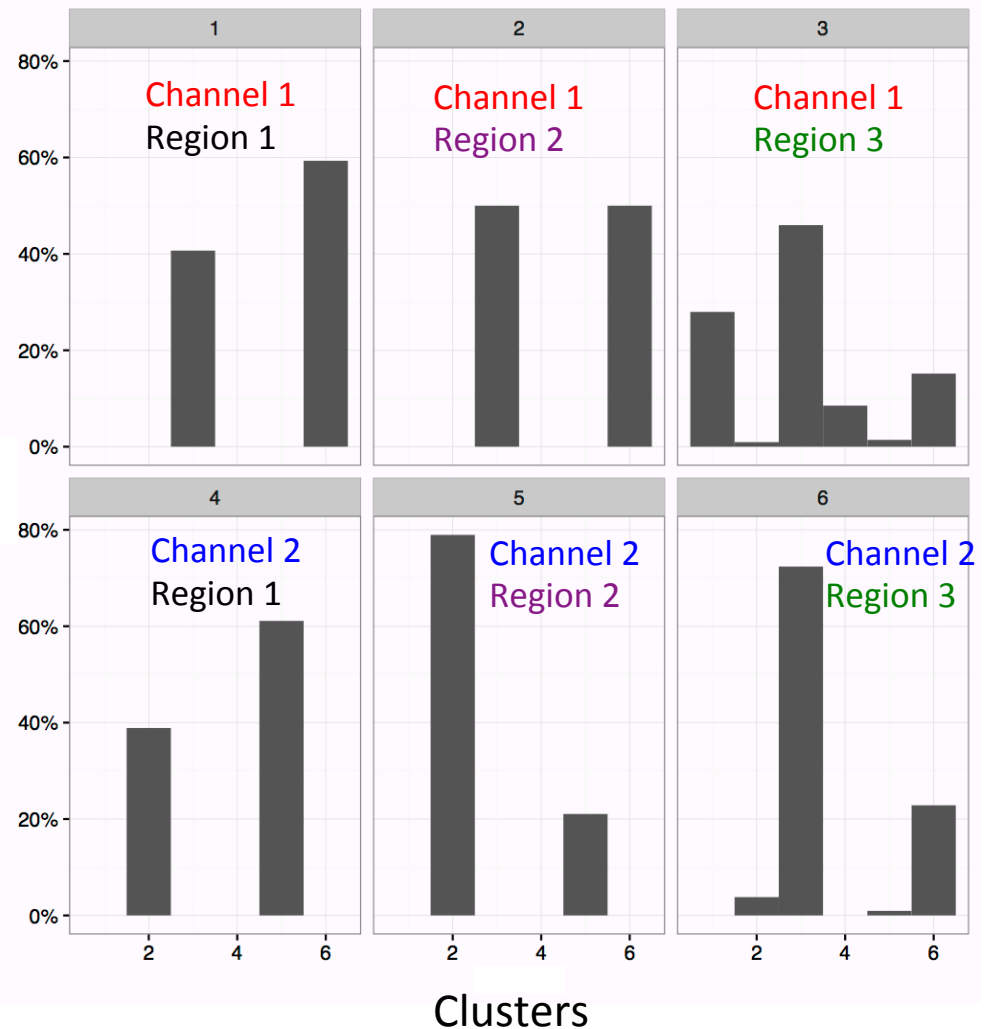 1 2 3
80%
60%
40%
20%
0%
Channel 1
Region 1
Channel 1
Region 2
Channel 1
Region 3
4 5 6
80%
60%
40%
20%
0%
Channel 2
Region 1
Channel 2
Region 2
Channel 2
Region 3
2 4 6 2 4 6 2 4 6
Clusters